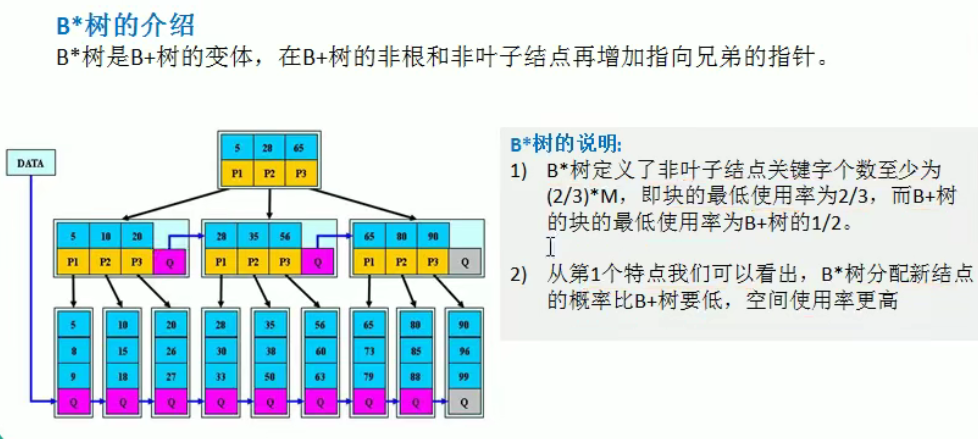 B*树的介绍
B*树是B+树的变体，在B+树的非根和非叶子结点再增加指向兄弟的指针。
DATA
5 28 65
P1 P2 P3
5 10 20
P1 P2 P3 Q
28 35 56
P1 P2 P3 Q
65 80 90
P1 P2 P3 Q
5 10 20 28 35 56 65 80 90
8 15 26 30 38 60 73 85 96
9 18 27 33 50 63 79 88 99
Q Q Q Q Q Q Q Q Q
B*树的说明:
1) B*树定义了非叶子结点关键字个数至少为
(2/3)*M，即块的最低使用率为2/3，而B+树
的块的最低使用率为B+树的1/2。
2) 从第1个特点我们可以看出，B*树分配新结点
的概率比B+树要低，空间使用率更高